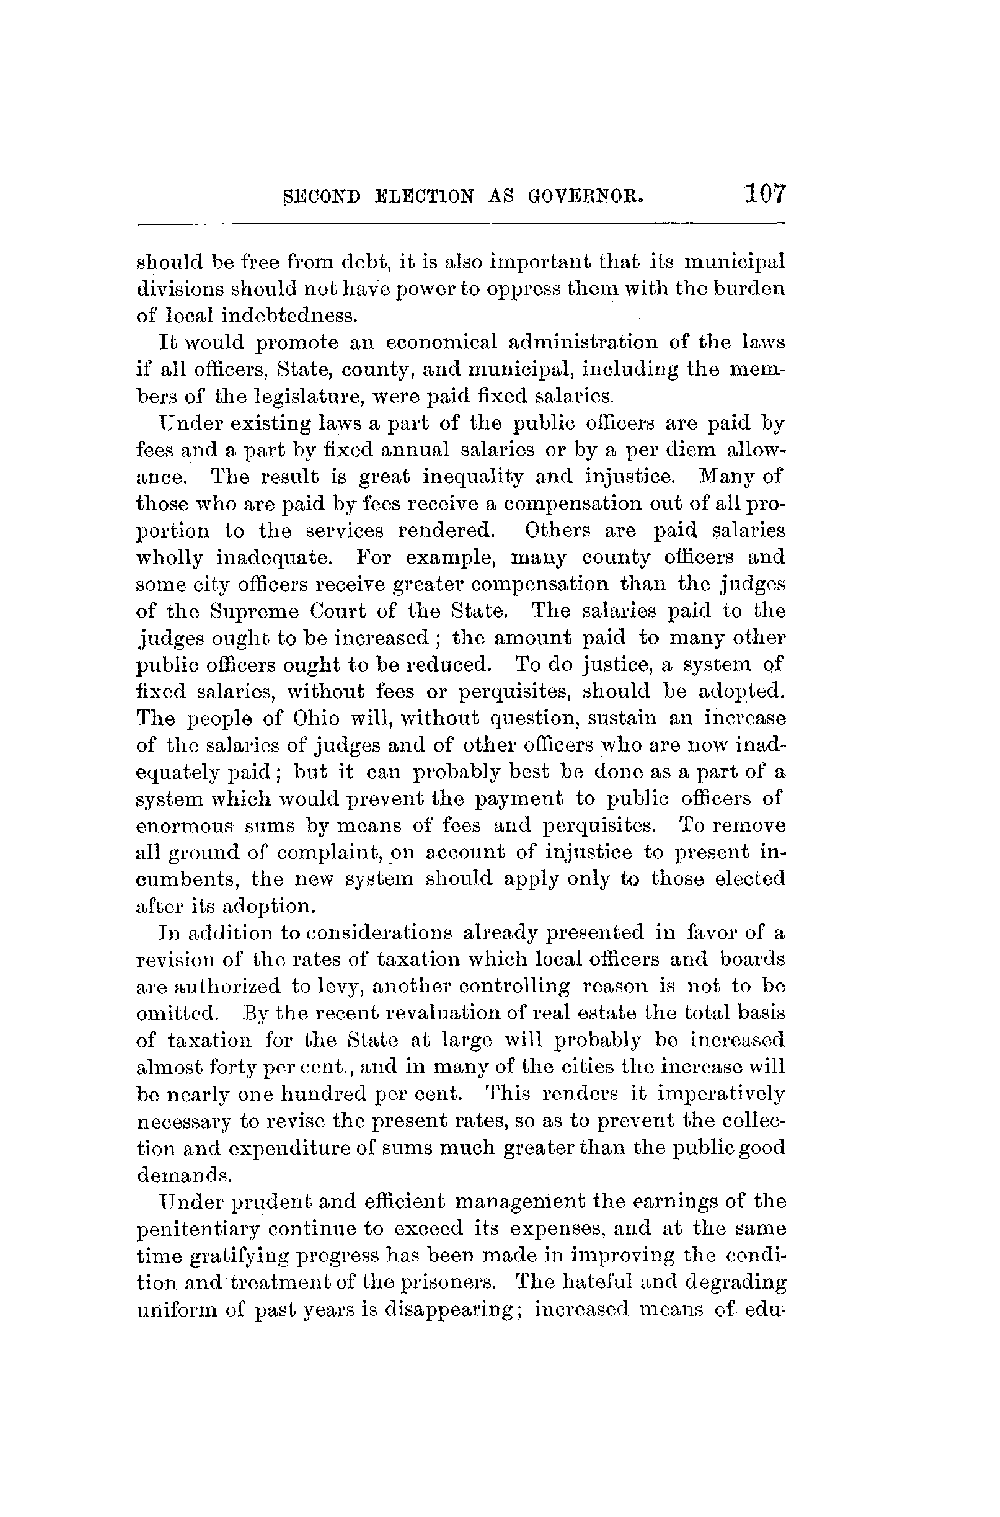 SECOND ELECTION AS GOVERNOR. 107
should be free from debt, it is also important that its municipal
divisions should not have power to oppress them with the burden
of local indebtedness.
It would promote an economical administration of the laws
if all officers, State, county, and municipal, including the mem-
bers of the legislature, were paid fixed salaries.
Under existing laws a part of the public officers are paid by
fees and a part by fixed annual salaries or by a per diem allow-
ance. The result is great inequality and injustice. Many of
those who are paid by fees receive a compensation out of all pro-
portion to the services rendered. Others are paid salaries
wholly inadequate. For example, many county officers and
some city officers receive greater compensation than the judges
of the Supreme Court of the State. The salaries paid to the
judges ought to be increased; the amount paid to many other
public officers ought to be reduced. To do justice, a system of
fixed salaries, without fees or perquisites, should be adopted.
The people of Ohio will, without question, sustain an increase
of the salaries of judges and of other officers who are now inad-
equately paid; but it can probably best be done as a part of a
system which would prevent the payment to public officers of
enormous sums by means of fees and perquisites. To remove
all ground of complaint, on account of injustice to present in-
cumbents, the new system should apply only to those elected
after its adoption.
In addition to considerations already presented in favor of a
revision of the rates of taxation which local officers and boards
are authorized to levy, another controlling reason is not to be
omitted. By the recent revaluation of real estate the total basis
of taxation for the State at large will probably be increased
almost forty per cent., and in many of the cities the increase will
be nearly one hundred per cent. This renders it imperatively
necessary to revise the present rates, so as to prevent the collec-
tion and expenditure of sums much greater than the public good
demands.
Under prudent and efficient management the earnings of the
penitentiary continue to exceed its expenses, and at the same
time gratifying progress has been made in improving the condi-
tion and treatment of the prisoners. The hateful and degrading
uniform of past years is disappearing; increased means of edu-